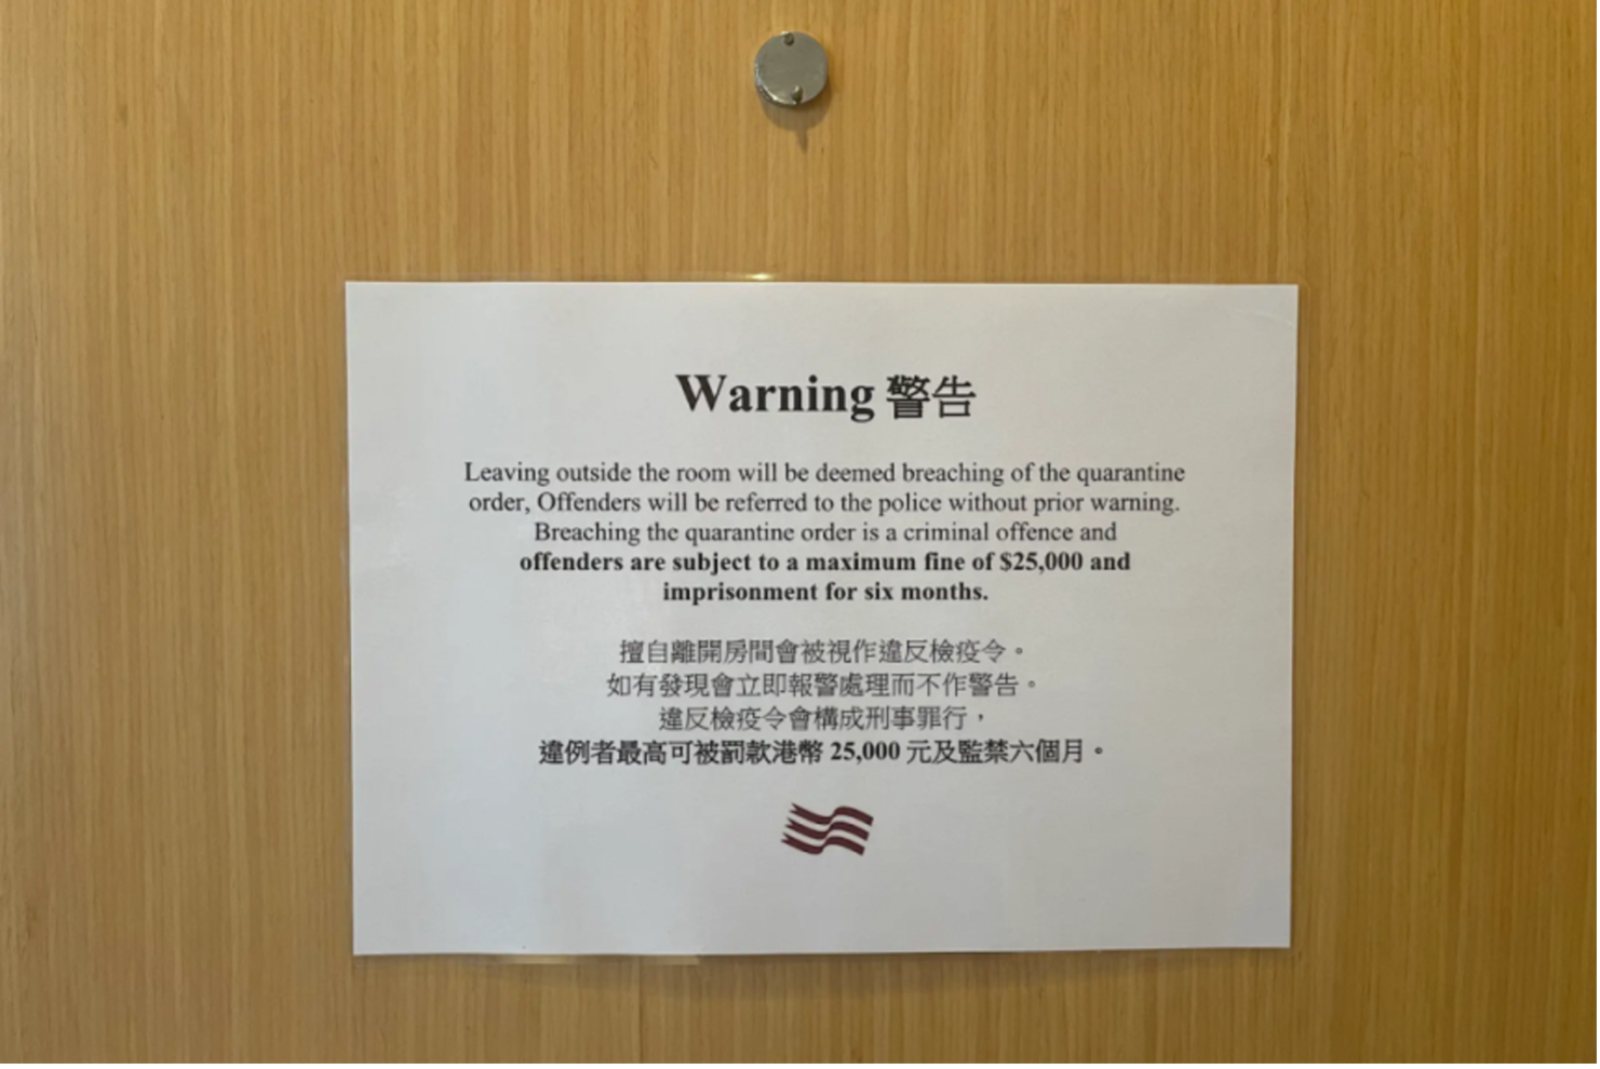 Warning 警告
Leaving outside the room will be deemed breaching of the quarantine
order, Offenders will be referred to the police without prior warning.
Breaching the quarantine order is a criminal offence and
offenders are subject to a maximum fine of $25,000 and
imprisonment for six months.
擅自離開房間會被視作違反檢疫令。
如有發現會立即報警處理而不作警告。
違反檢疫令會構成刑事罪行，
違例者最高可被罰款港幣 25,000 元及監禁六個月。